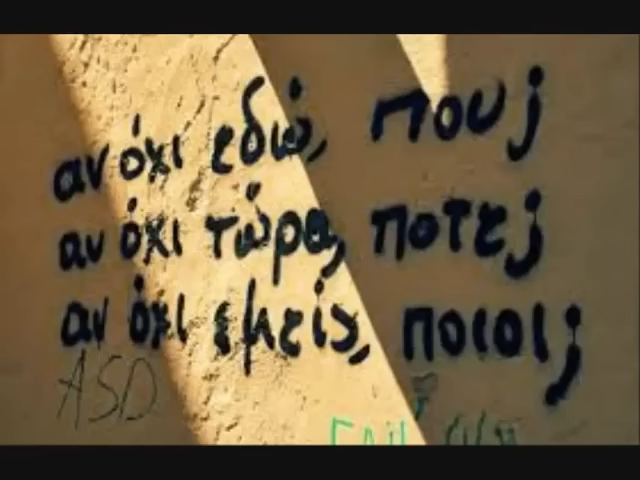 αν όχι εδώ, που;
αν όχι τώρα, ποτε;
αν όχι εμείς, ποιοι;
ASD